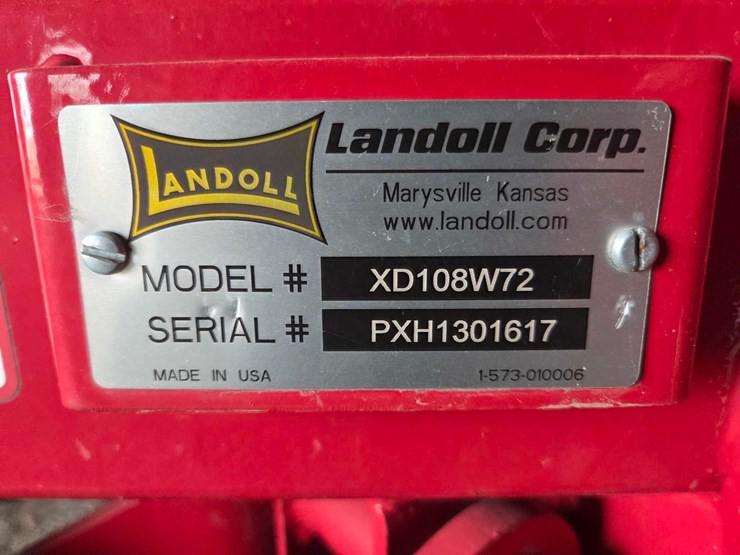 LANDOLL
Landoll Corp.
Marysville Kansas
www.landoll.com
MODEL # XD108W72
SERIAL # PXH1301617
MADE IN USA 1-573-010006